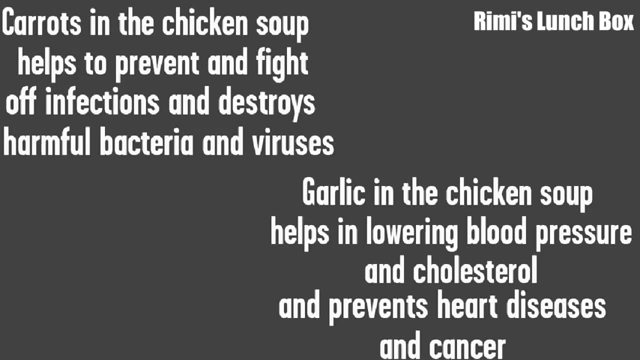 Carrots in the chicken soup
helps to prevent and fight
off infections and destroys
harmful bacteria and viruses
Rimi's Lunch Box
Garlic in the chicken soup
helps in lowering blood pressure
and cholesterol
and prevents heart diseases
and cancer